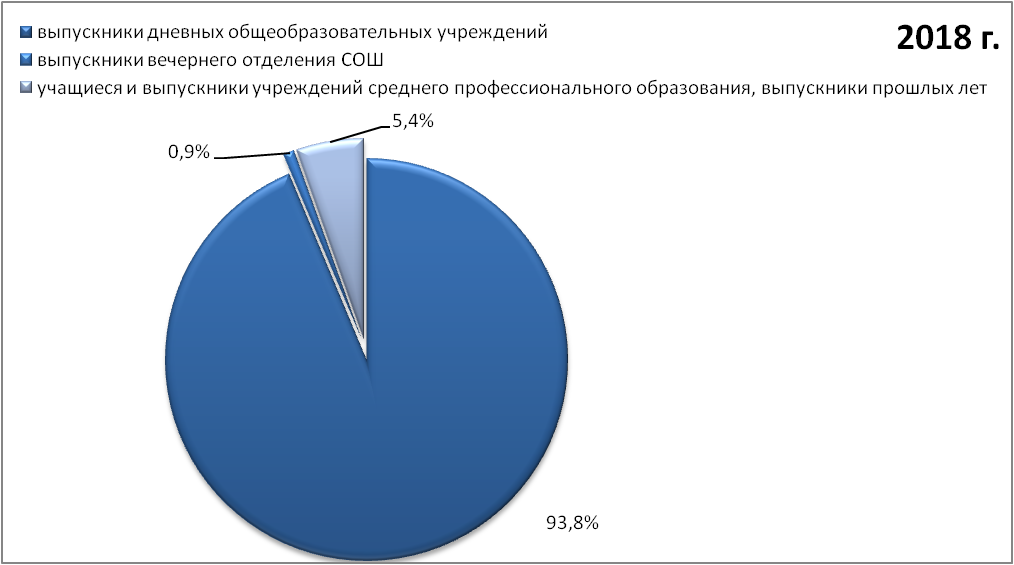 2018 г.
выпускники дневных общеобразовательных учреждений
выпускники вечернего отделения СОШ
учащиеся и выпускники учреждений среднего профессионального образования, выпускники прошлых лет
5,4%
0,9%
93,8%